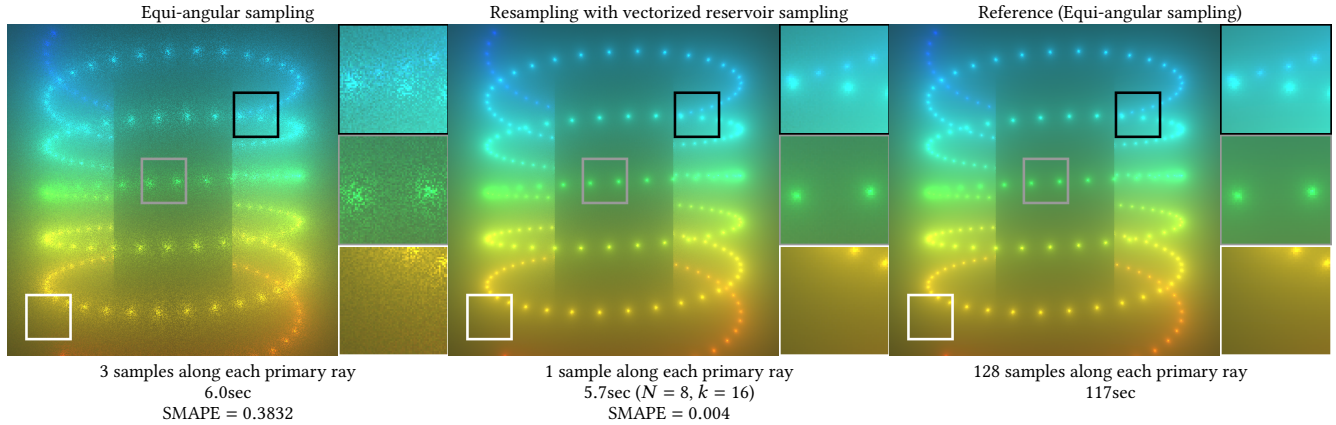 Equi-angular sampling
Resampling with vectorized reservoir sampling
Reference (Equi-angular sampling)
3 samples along each primary ray
6.0sec
SMAPE = 0.3832
1 sample along each primary ray
5.7sec (N = 8, k = 16)
SMAPE = 0.004
128 samples along each primary ray
117sec